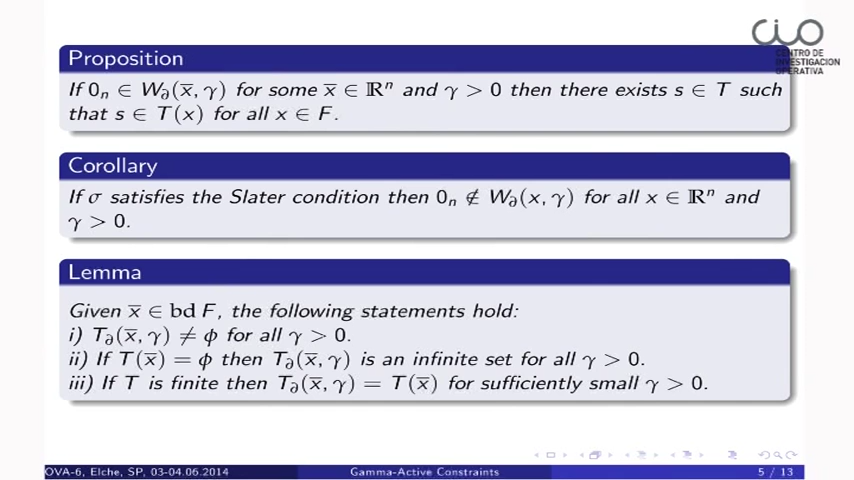 CIO
CENTRO DE
INVESTIGACION
OPERATIVA
Proposition
If 0ₙ ∈ W∂(x̅, γ) for some x̅ ∈ ℝⁿ and γ > 0 then there exists s ∈ T such
that s ∈ T(x) for all x ∈ F.
Corollary
If σ satisfies the Slater condition then 0ₙ ∉ W∂(x, γ) for all x ∈ ℝⁿ and
γ > 0.
Lemma
Given x̅ ∈ bd F, the following statements hold:
i) T∂(x̅, γ) ≠ ϕ for all γ > 0.
ii) If T(x̅) = ϕ then T∂(x̅, γ) is an infinite set for all γ > 0.
iii) If T is finite then T∂(x̅, γ) = T(x̅) for sufficiently small γ > 0.
OVA-6, Elche, SP, 03-04.06.2014
Gamma-Active Constraints
5 / 13